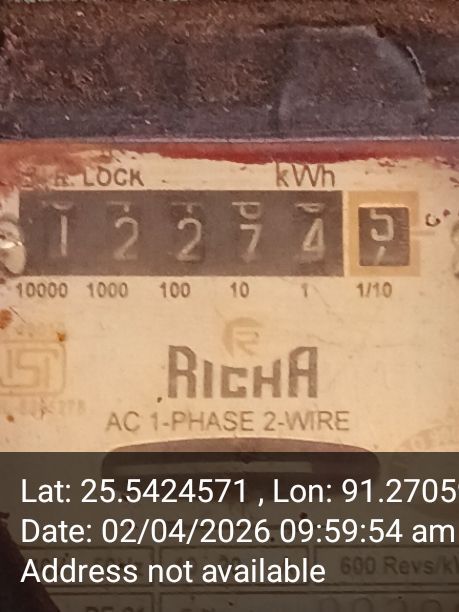 LOCK kWh
1 2 2 7 4 5
10000 1000 100 10 1 1/10
R
RICHA
ISI
AC 1-PHASE 2-WIRE
Lat: 25.5424571 , Lon: 91.2705
Date: 02/04/2026 09:59:54 am
600 Revs/k
Address not available